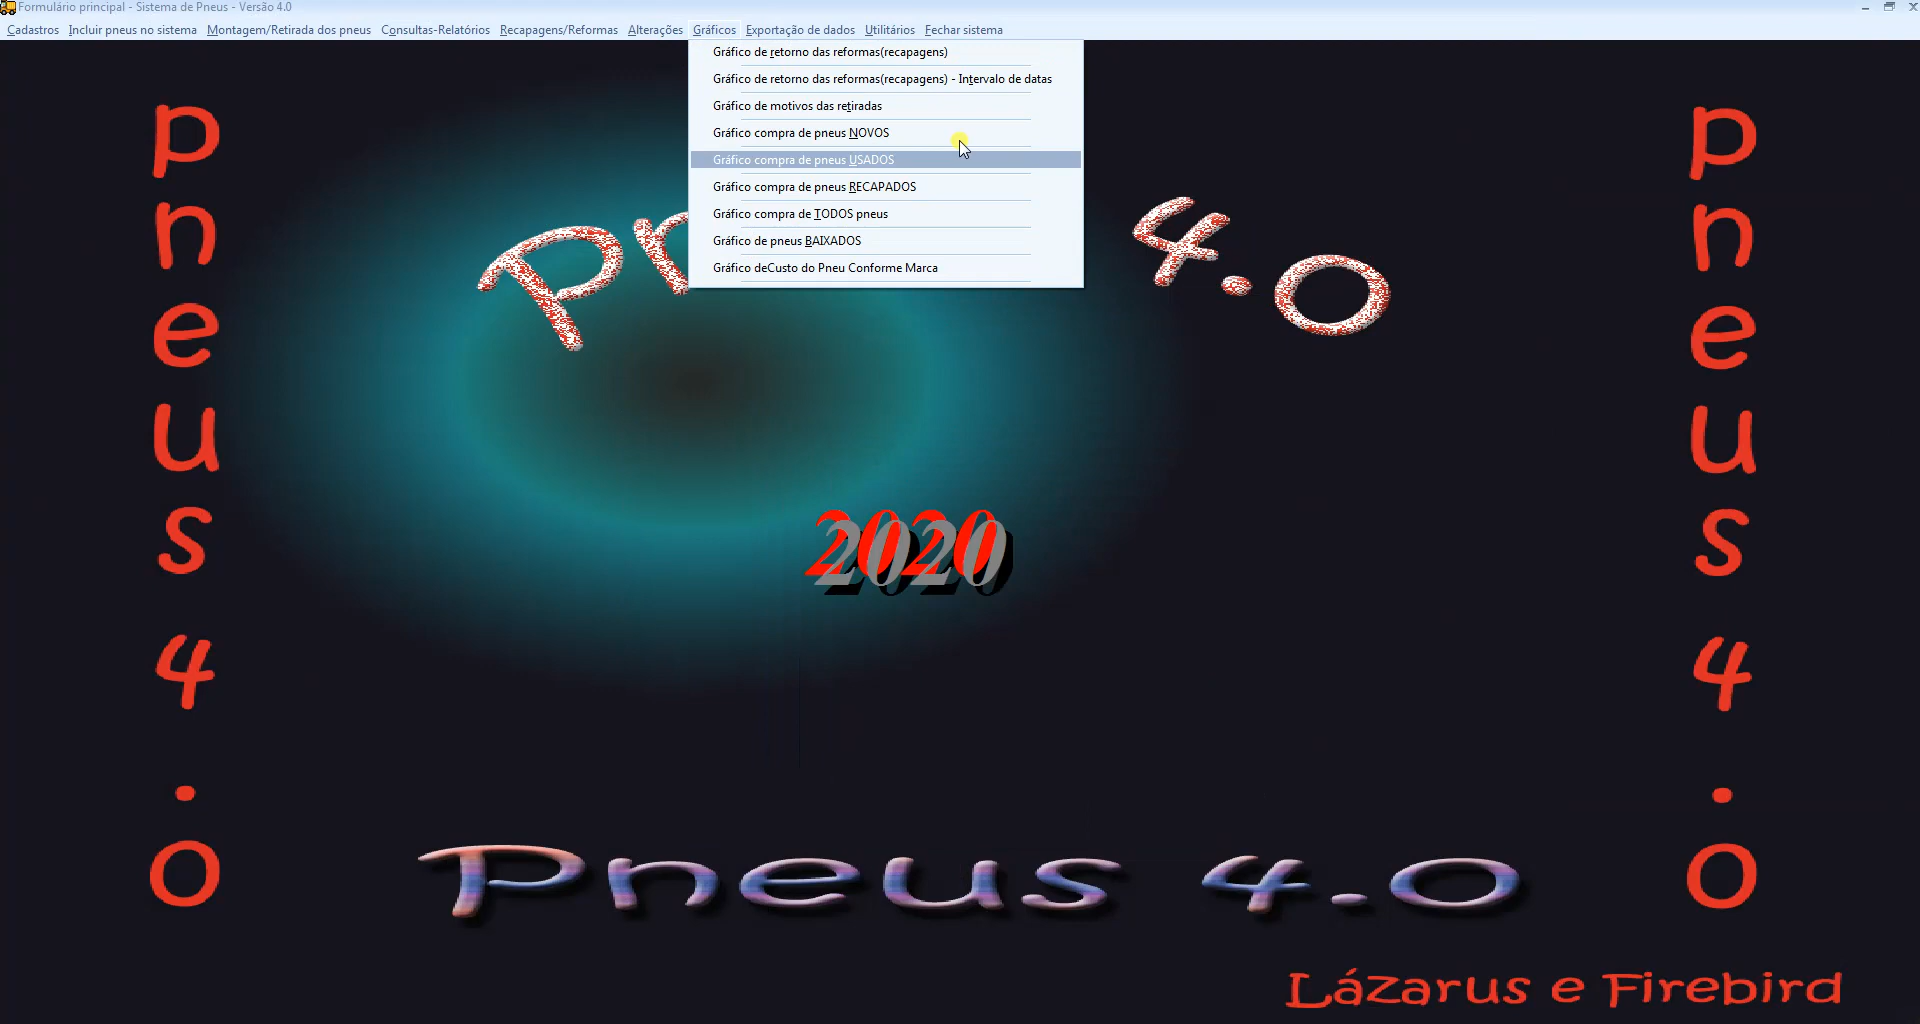 Formulário principal - Sistema de Pneus - Versão 4.0
Cadastros Incluir pneus no sistema Montagem/Retirada dos pneus Consultas-Relatórios Recapagens/Reformas Alterações Gráficos Exportação de dados Utilitários Fechar sistema
Gráfico de retorno das reformas(recapagens)
Gráfico de retorno das reformas(recapagens) - Intervalo de datas
Gráfico de motivos das retiradas
Gráfico compra de pneus NOVOS
Gráfico compra de pneus USADOS
Gráfico compra de pneus RECAPADOS
Gráfico compra de TODOS pneus
Gráfico de pneus BAIXADOS
Gráfico deCusto do Pneu Conforme Marca
pneus 4.0
Pn 4.0
pneus 4.0
2020
Pneus 4.0
Lázarus e Firebird